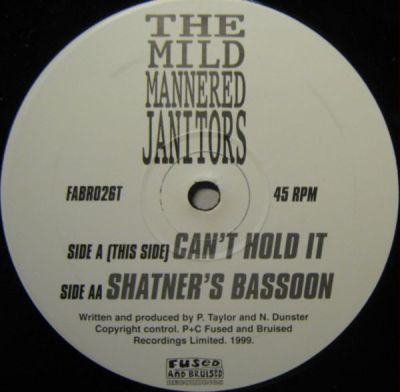 THE
MILD
MANNERED
JANITORS
FABR026T 45 RPM
SIDE A (THIS SIDE) CAN'T HOLD IT
SIDE AA SHATNER'S BASSOON
Written and produced by P. Taylor and N. Dunster
Copyright control. P+C Fused and Bruised
Recordings Limited. 1999.
FUSED
AND BRUISED
RECORDINGS